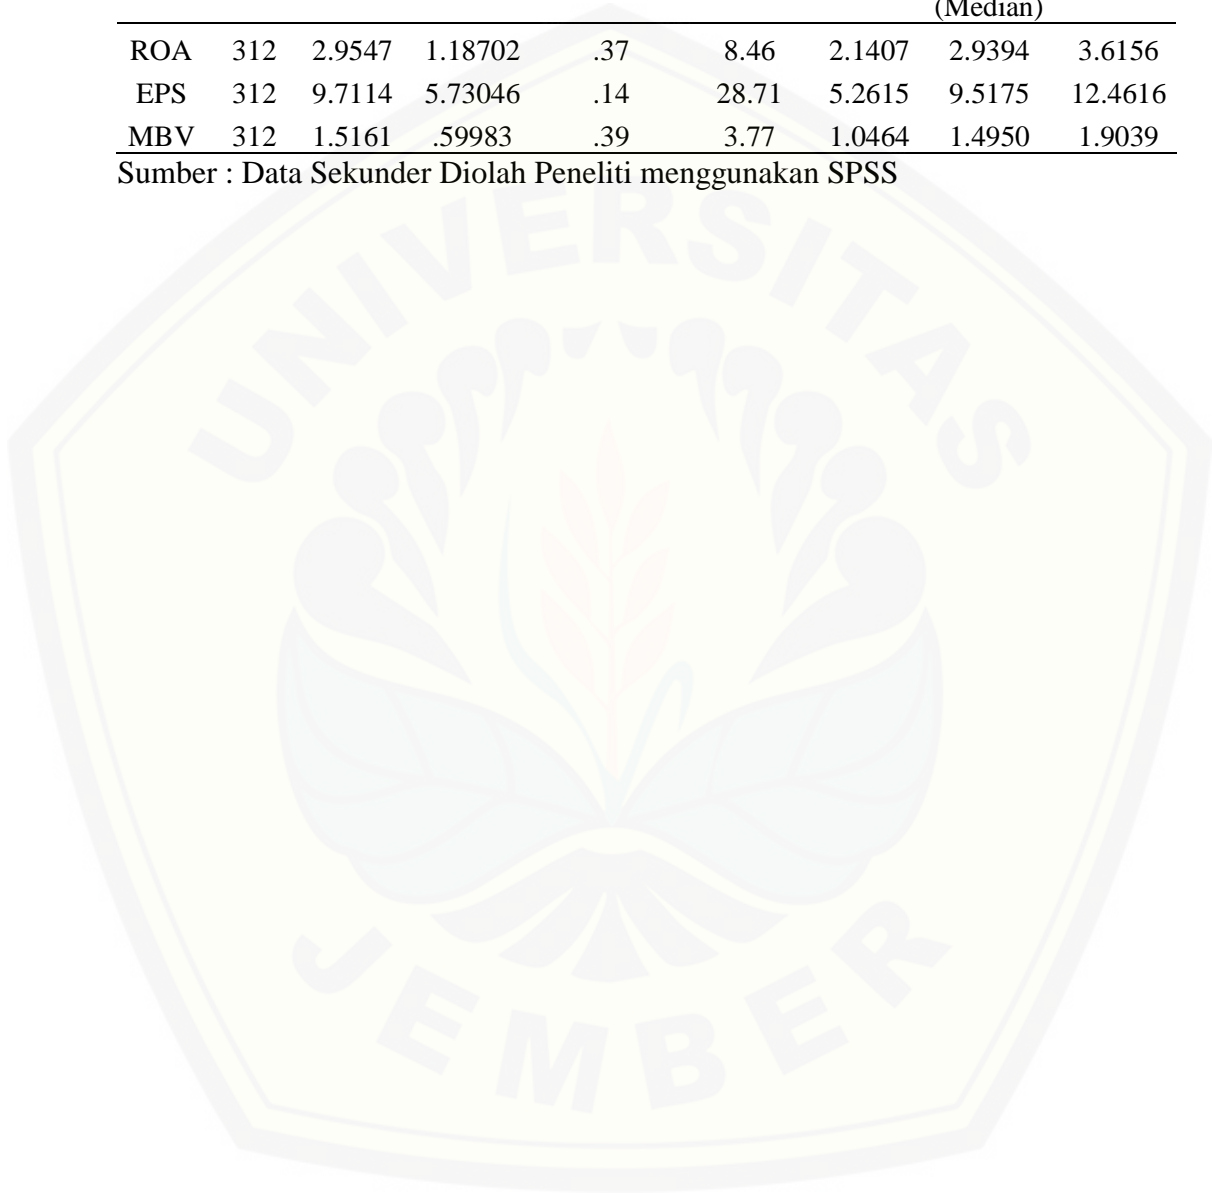 (Median)
ROA 312 2.9547 1.18702 .37 8.46 2.1407 2.9394 3.6156
EPS 312 9.7114 5.73046 .14 28.71 5.2615 9.5175 12.4616
MBV 312 1.5161 .59983 .39 3.77 1.0464 1.4950 1.9039
Sumber : Data Sekunder Diolah Peneliti menggunakan SPSS
UNIVERSITAS
JEMBER